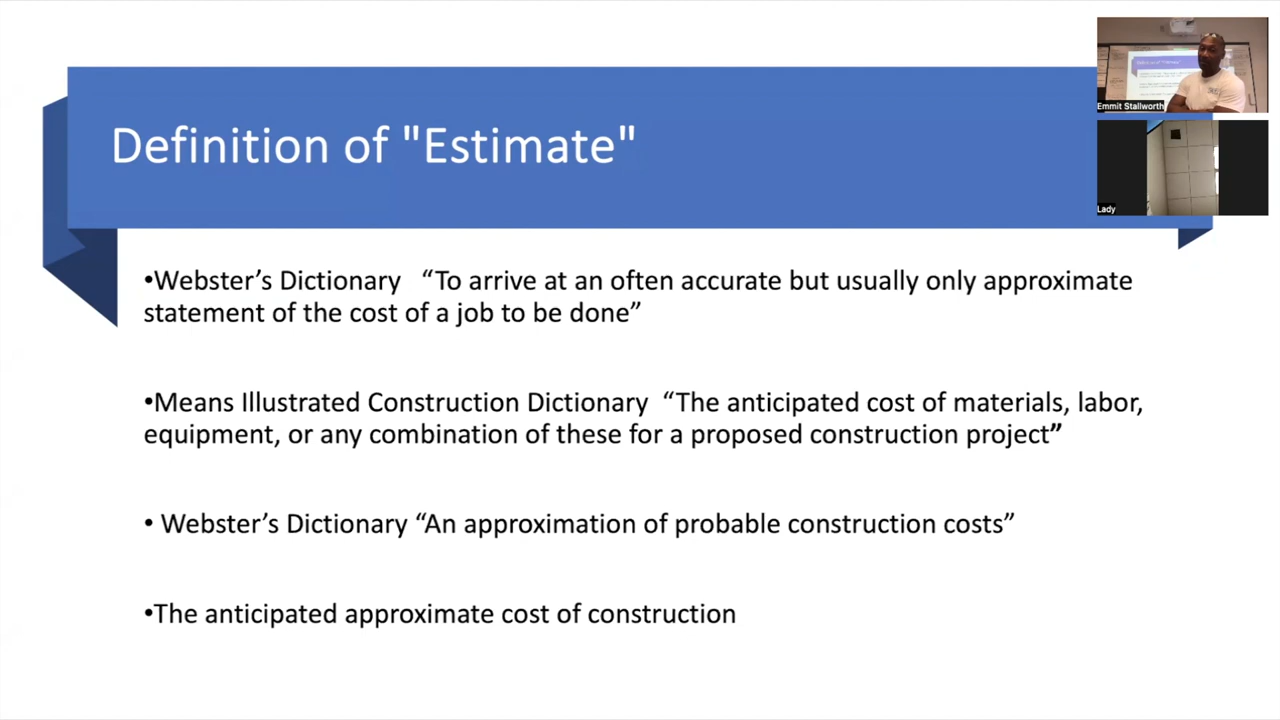 Definition of "Estimate"
•Webster’s Dictionary “To arrive at an often accurate but usually only approximate
statement of the cost of a job to be done”
•Means Illustrated Construction Dictionary “The anticipated cost of materials, labor,
equipment, or any combination of these for a proposed construction project”
• Webster’s Dictionary “An approximation of probable construction costs”
•The anticipated approximate cost of construction
Emmit Stallworth
Lady